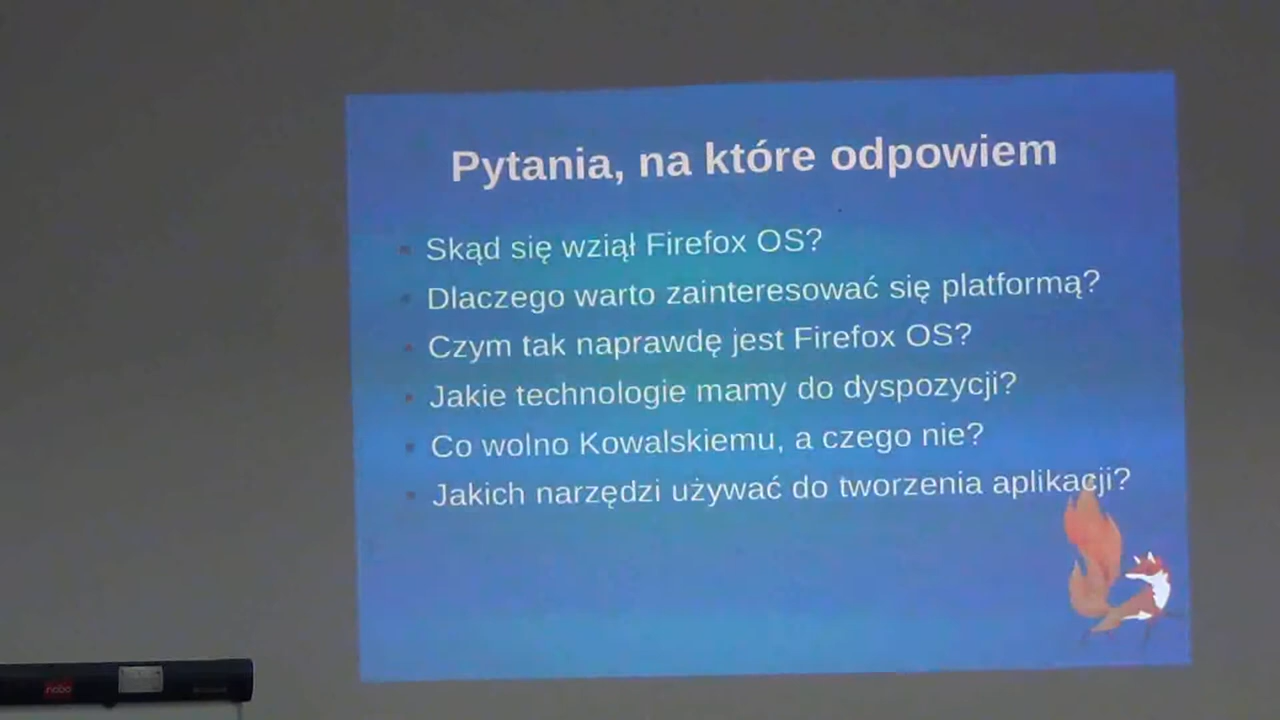 Pytania, na które odpowiem
Skąd się wziął Firefox OS?
Dlaczego warto zainteresować się platformą?
Czym tak naprawdę jest Firefox OS?
Jakie technologie mamy do dyspozycji?
Co wolno Kowalskiemu, a czego nie?
Jakich narzędzi używać do tworzenia aplikacji?
nobo